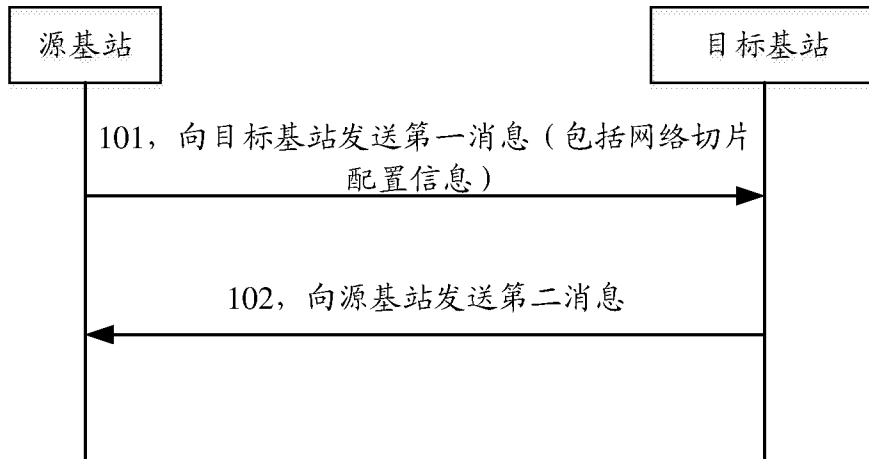 源基站
目标基站
101，向目标基站发送第一消息（包括网络切片
配置信息）
102，向源基站发送第二消息